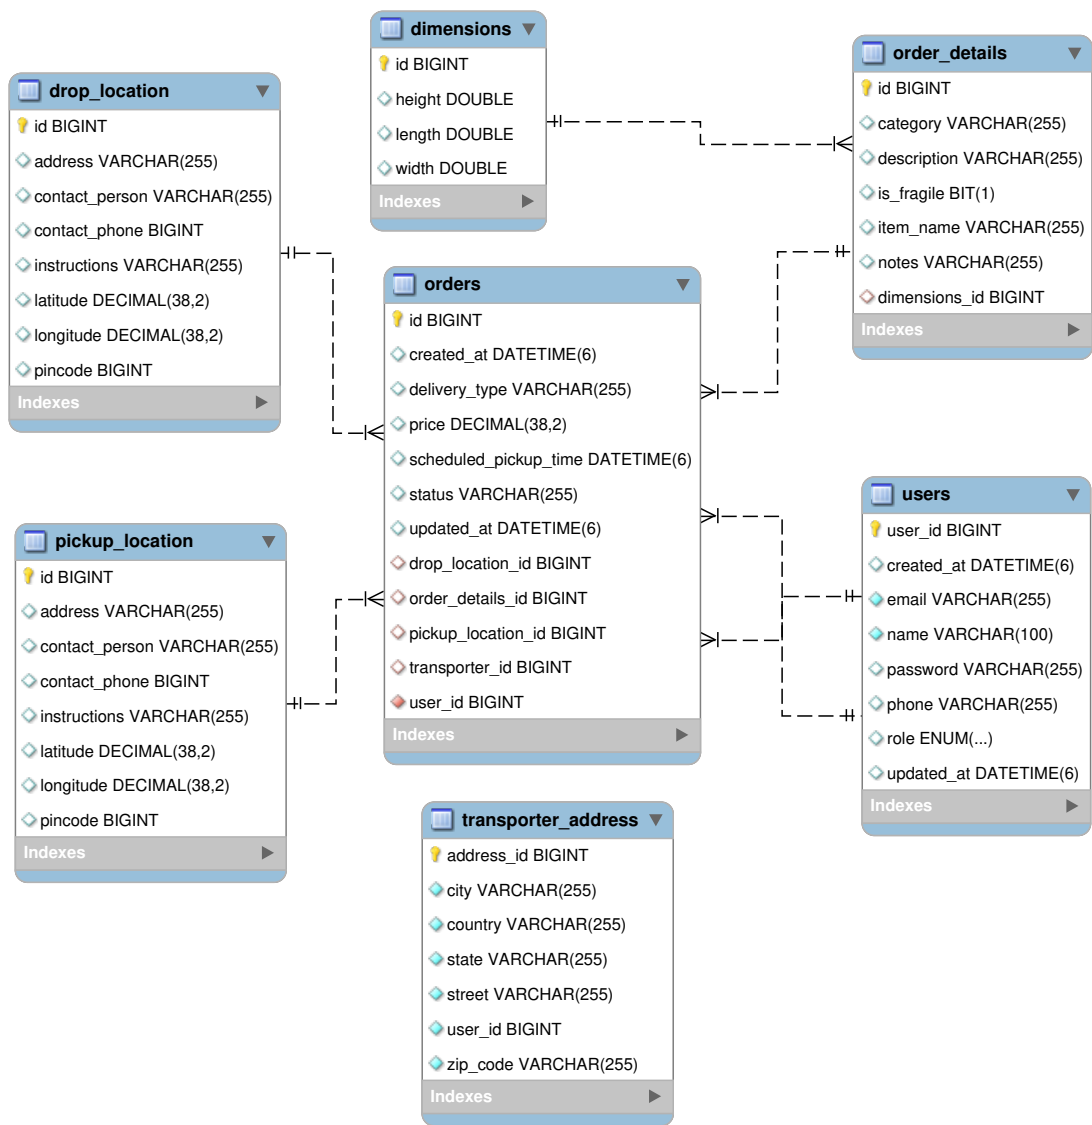 dimensions
id BIGINT
height DOUBLE
length DOUBLE
width DOUBLE
Indexes
order_details
id BIGINT
category VARCHAR(255)
description VARCHAR(255)
is_fragile BIT(1)
item_name VARCHAR(255)
notes VARCHAR(255)
dimensions_id BIGINT
Indexes
drop_location
id BIGINT
address VARCHAR(255)
contact_person VARCHAR(255)
contact_phone BIGINT
instructions VARCHAR(255)
latitude DECIMAL(38,2)
longitude DECIMAL(38,2)
pincode BIGINT
Indexes
orders
id BIGINT
created_at DATETIME(6)
delivery_type VARCHAR(255)
price DECIMAL(38,2)
scheduled_pickup_time DATETIME(6)
status VARCHAR(255)
updated_at DATETIME(6)
drop_location_id BIGINT
order_details_id BIGINT
pickup_location_id BIGINT
transporter_id BIGINT
user_id BIGINT
Indexes
users
user_id BIGINT
created_at DATETIME(6)
email VARCHAR(255)
name VARCHAR(100)
password VARCHAR(255)
phone VARCHAR(255)
role ENUM(...)
updated_at DATETIME(6)
Indexes
pickup_location
id BIGINT
address VARCHAR(255)
contact_person VARCHAR(255)
contact_phone BIGINT
instructions VARCHAR(255)
latitude DECIMAL(38,2)
longitude DECIMAL(38,2)
pincode BIGINT
Indexes
transporter_address
address_id BIGINT
city VARCHAR(255)
country VARCHAR(255)
state VARCHAR(255)
street VARCHAR(255)
user_id BIGINT
zip_code VARCHAR(255)
Indexes